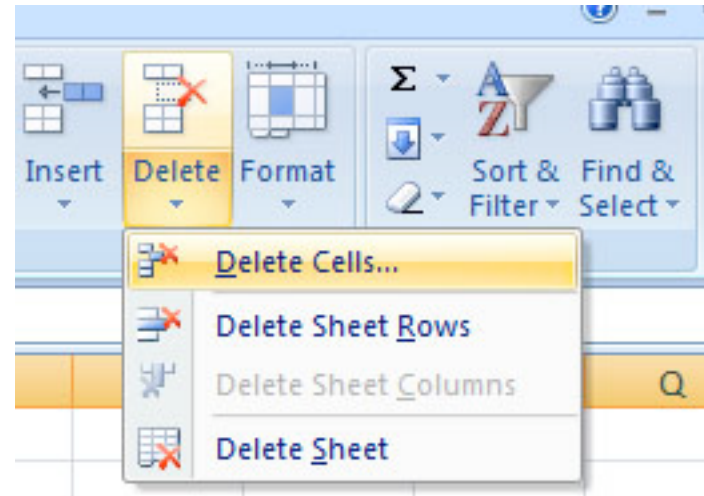 Insert
Delete
Format
Σ
A
Z
Sort &
Filter
Find &
Select
Delete Cells...
Delete Sheet Rows
Delete Sheet Columns
Delete Sheet
Q